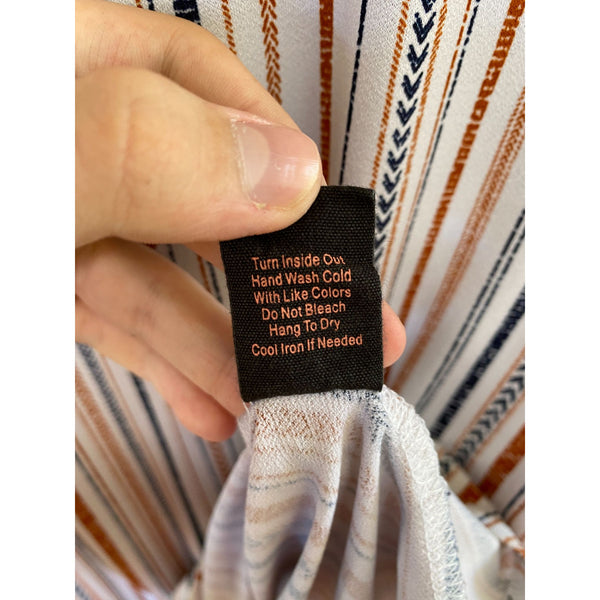 Turn Inside Out
Hand Wash Cold
With Like Colors
Do Not Bleach
Hang To Dry
Cool Iron If Needed